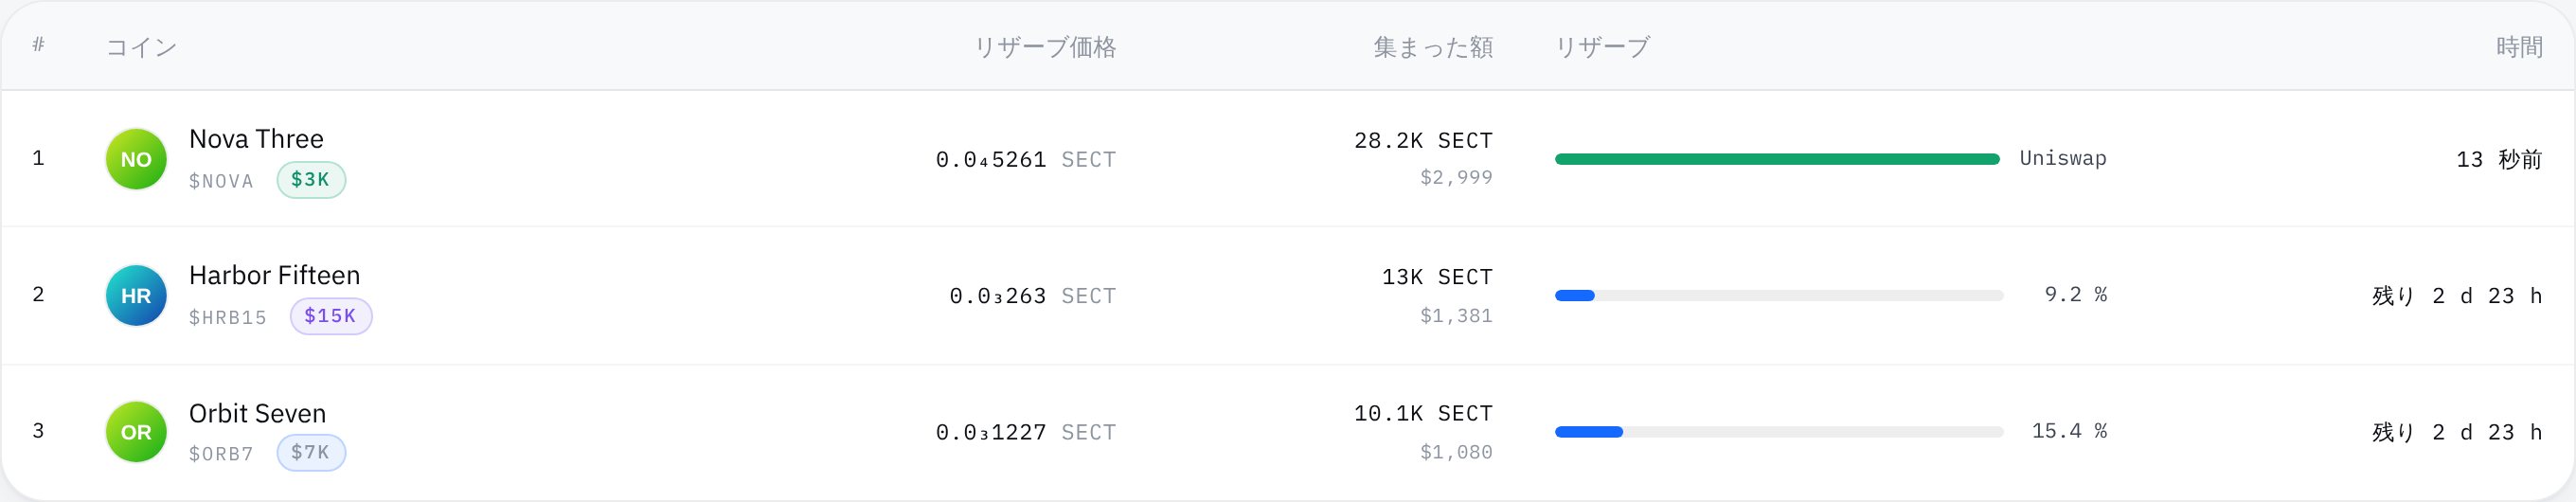 # コイン リザーブ価格 集まった額 リザーブ 時間
1 NO Nova Three $NOVA $3K 0.0₄5261 SECT 28.2K SECT $2,999 Uniswap 13 秒前
2 HR Harbor Fifteen $HRB15 $15K 0.0₃263 SECT 13K SECT $1,381 9.2 % 残り 2 d 23 h
3 OR Orbit Seven $ORB7 $7K 0.0₃1227 SECT 10.1K SECT $1,080 15.4 % 残り 2 d 23 h